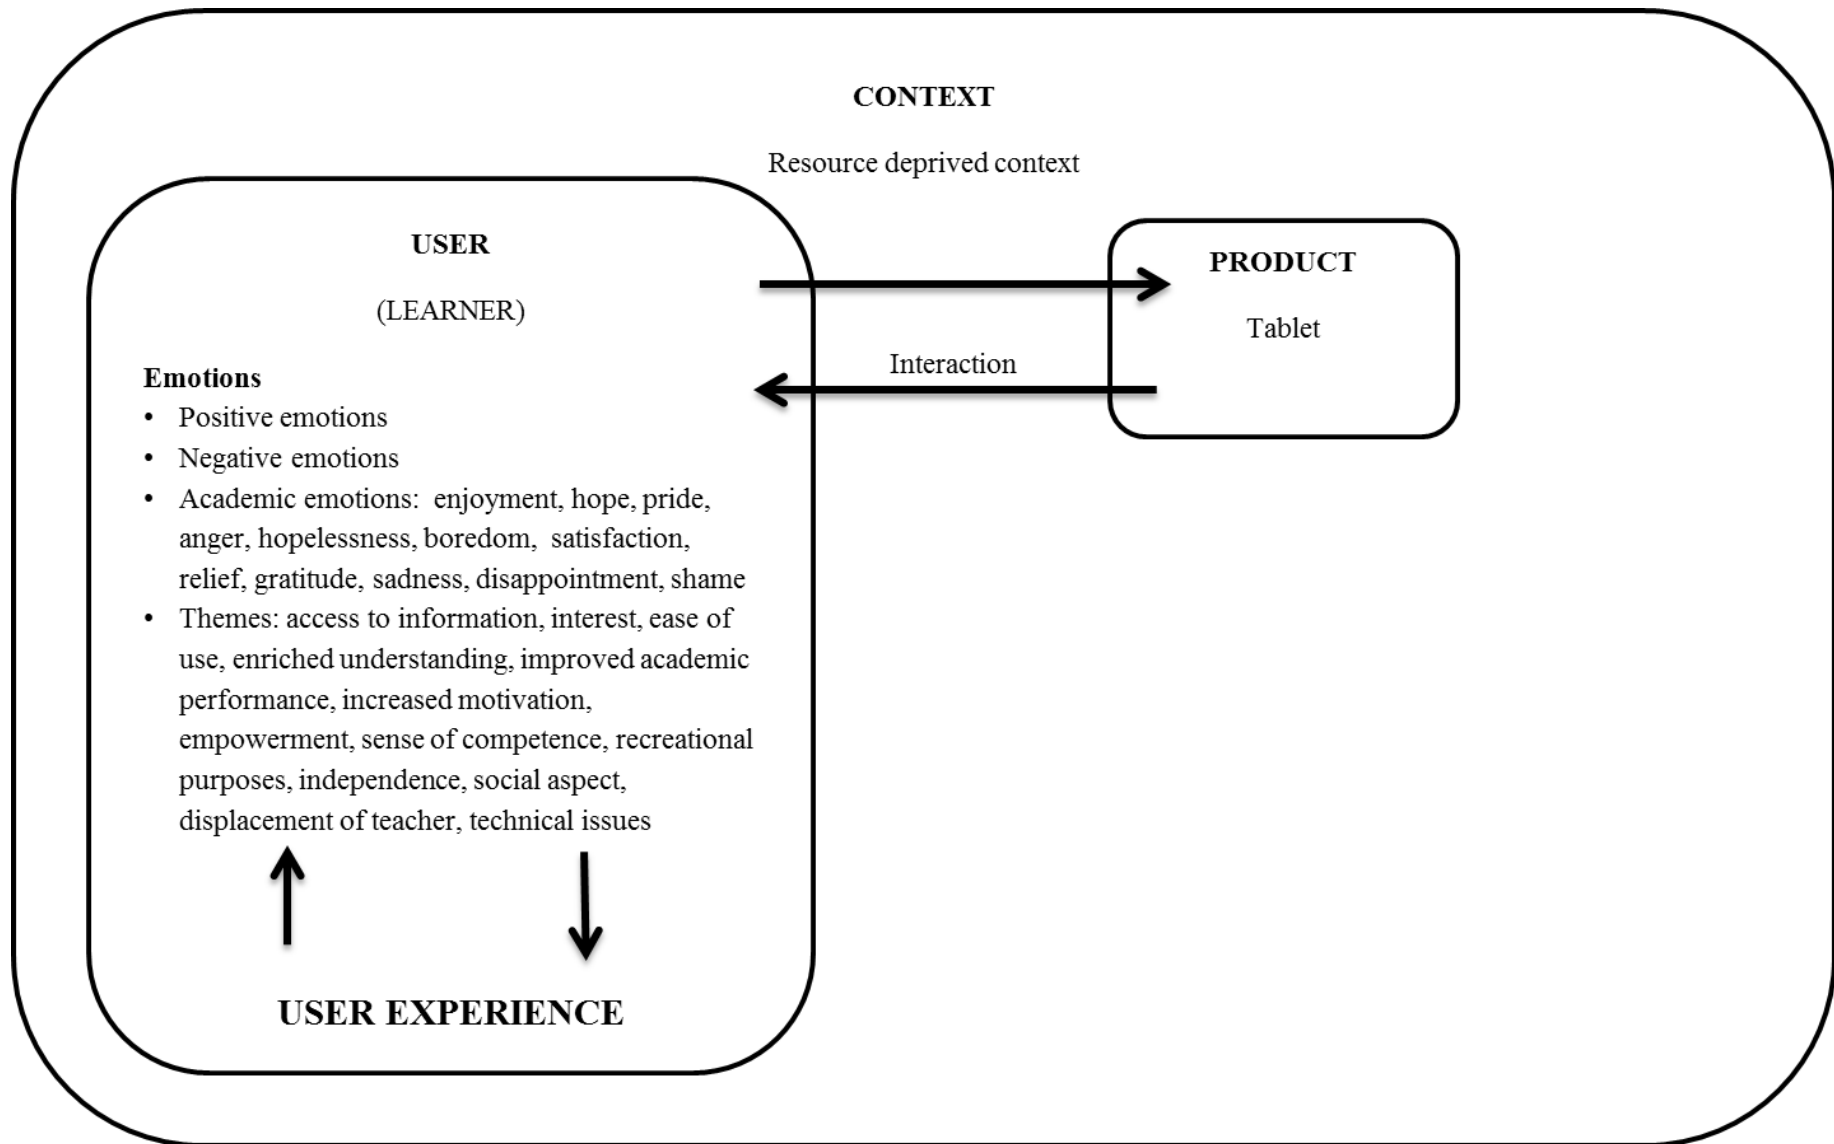 CONTEXT
Resource deprived context
USER
(LEARNER)
Emotions
• Positive emotions
• Negative emotions
• Academic emotions:  enjoyment, hope, pride,
anger, hopelessness, boredom,  satisfaction,
relief, gratitude, sadness, disappointment, shame
• Themes: access to information, interest, ease of
use, enriched understanding, improved academic
performance, increased motivation,
empowerment, sense of competence, recreational
purposes, independence, social aspect,
displacement of teacher, technical issues
USER EXPERIENCE
Interaction
PRODUCT
Tablet